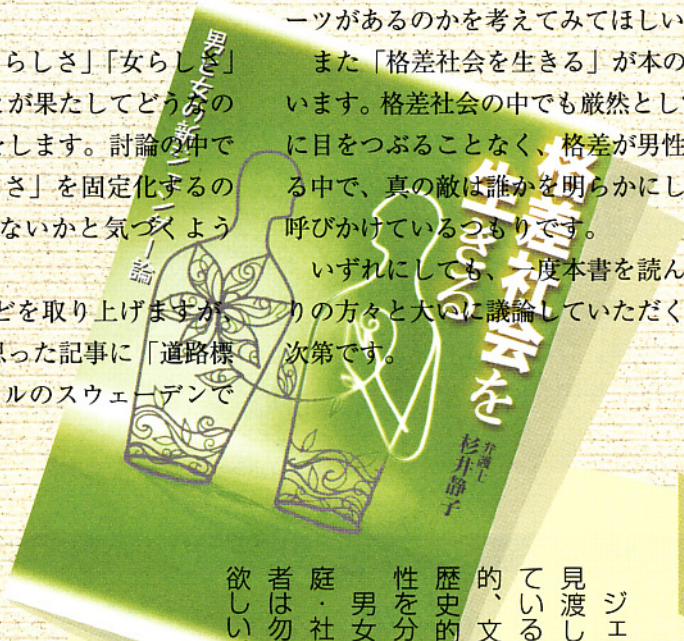 らしさ」「女らしさ」
とが果たしてどうなの
をします。討論の中で
さ」を固定化するの
ないかと気づくよう
どを取り上げますが、
思った記事に「道路標
ルのスウェーデンで
ーツがあるのかを考えてみてほしい
また「格差社会を生きる」が本の
います。格差社会の中でも厳然とし
に目をつぶることなく、格差が男性
る中で、真の敵は誰かを明らかにし
呼びかけているつもりです。
いずれにしても、一度本書を読ん
りの方々と大いに議論していただく
次第です。
格差社会を
生きる
男と女の新ジェンダー論
弁護士
杉井静子
ジェ
見渡し
ている
的、文
歴史的
性を分
男女
庭・社
者は勿
欲しい